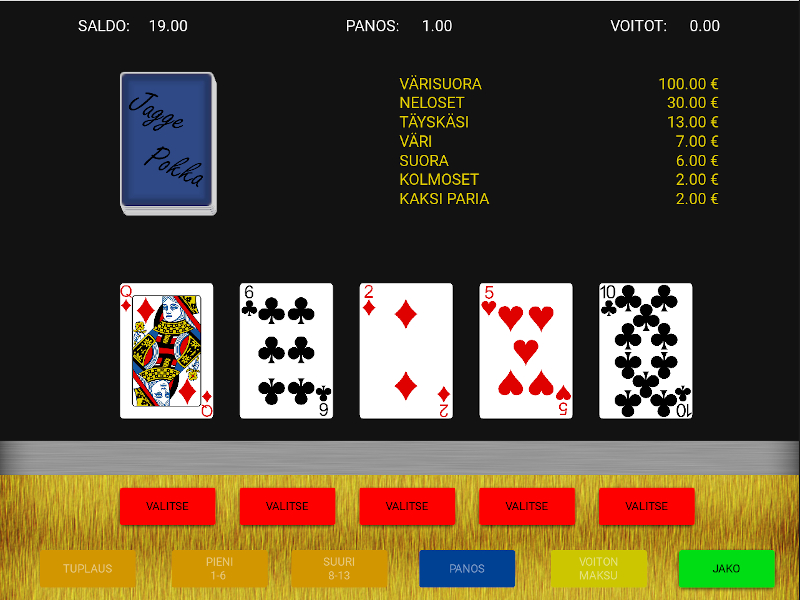 SALDO: 19.00 PANOS: 1.00 VOITOT: 0.00
Jagge
Pokka
VÄRISUORA 100.00 €
NELOSET 30.00 €
TÄYSKÄSI 13.00 €
VÄRI 7.00 €
SUORA 6.00 €
KOLMOSET 2.00 €
KAKSI PARIA 2.00 €
Q 6 2 5 10
Q 6 2 5 10
VALITSE VALITSE VALITSE VALITSE VALITSE
TUPLAUS
PIENI
1-6
SUURI
8-13
PANOS
VOITON
MAKSU
JAKO